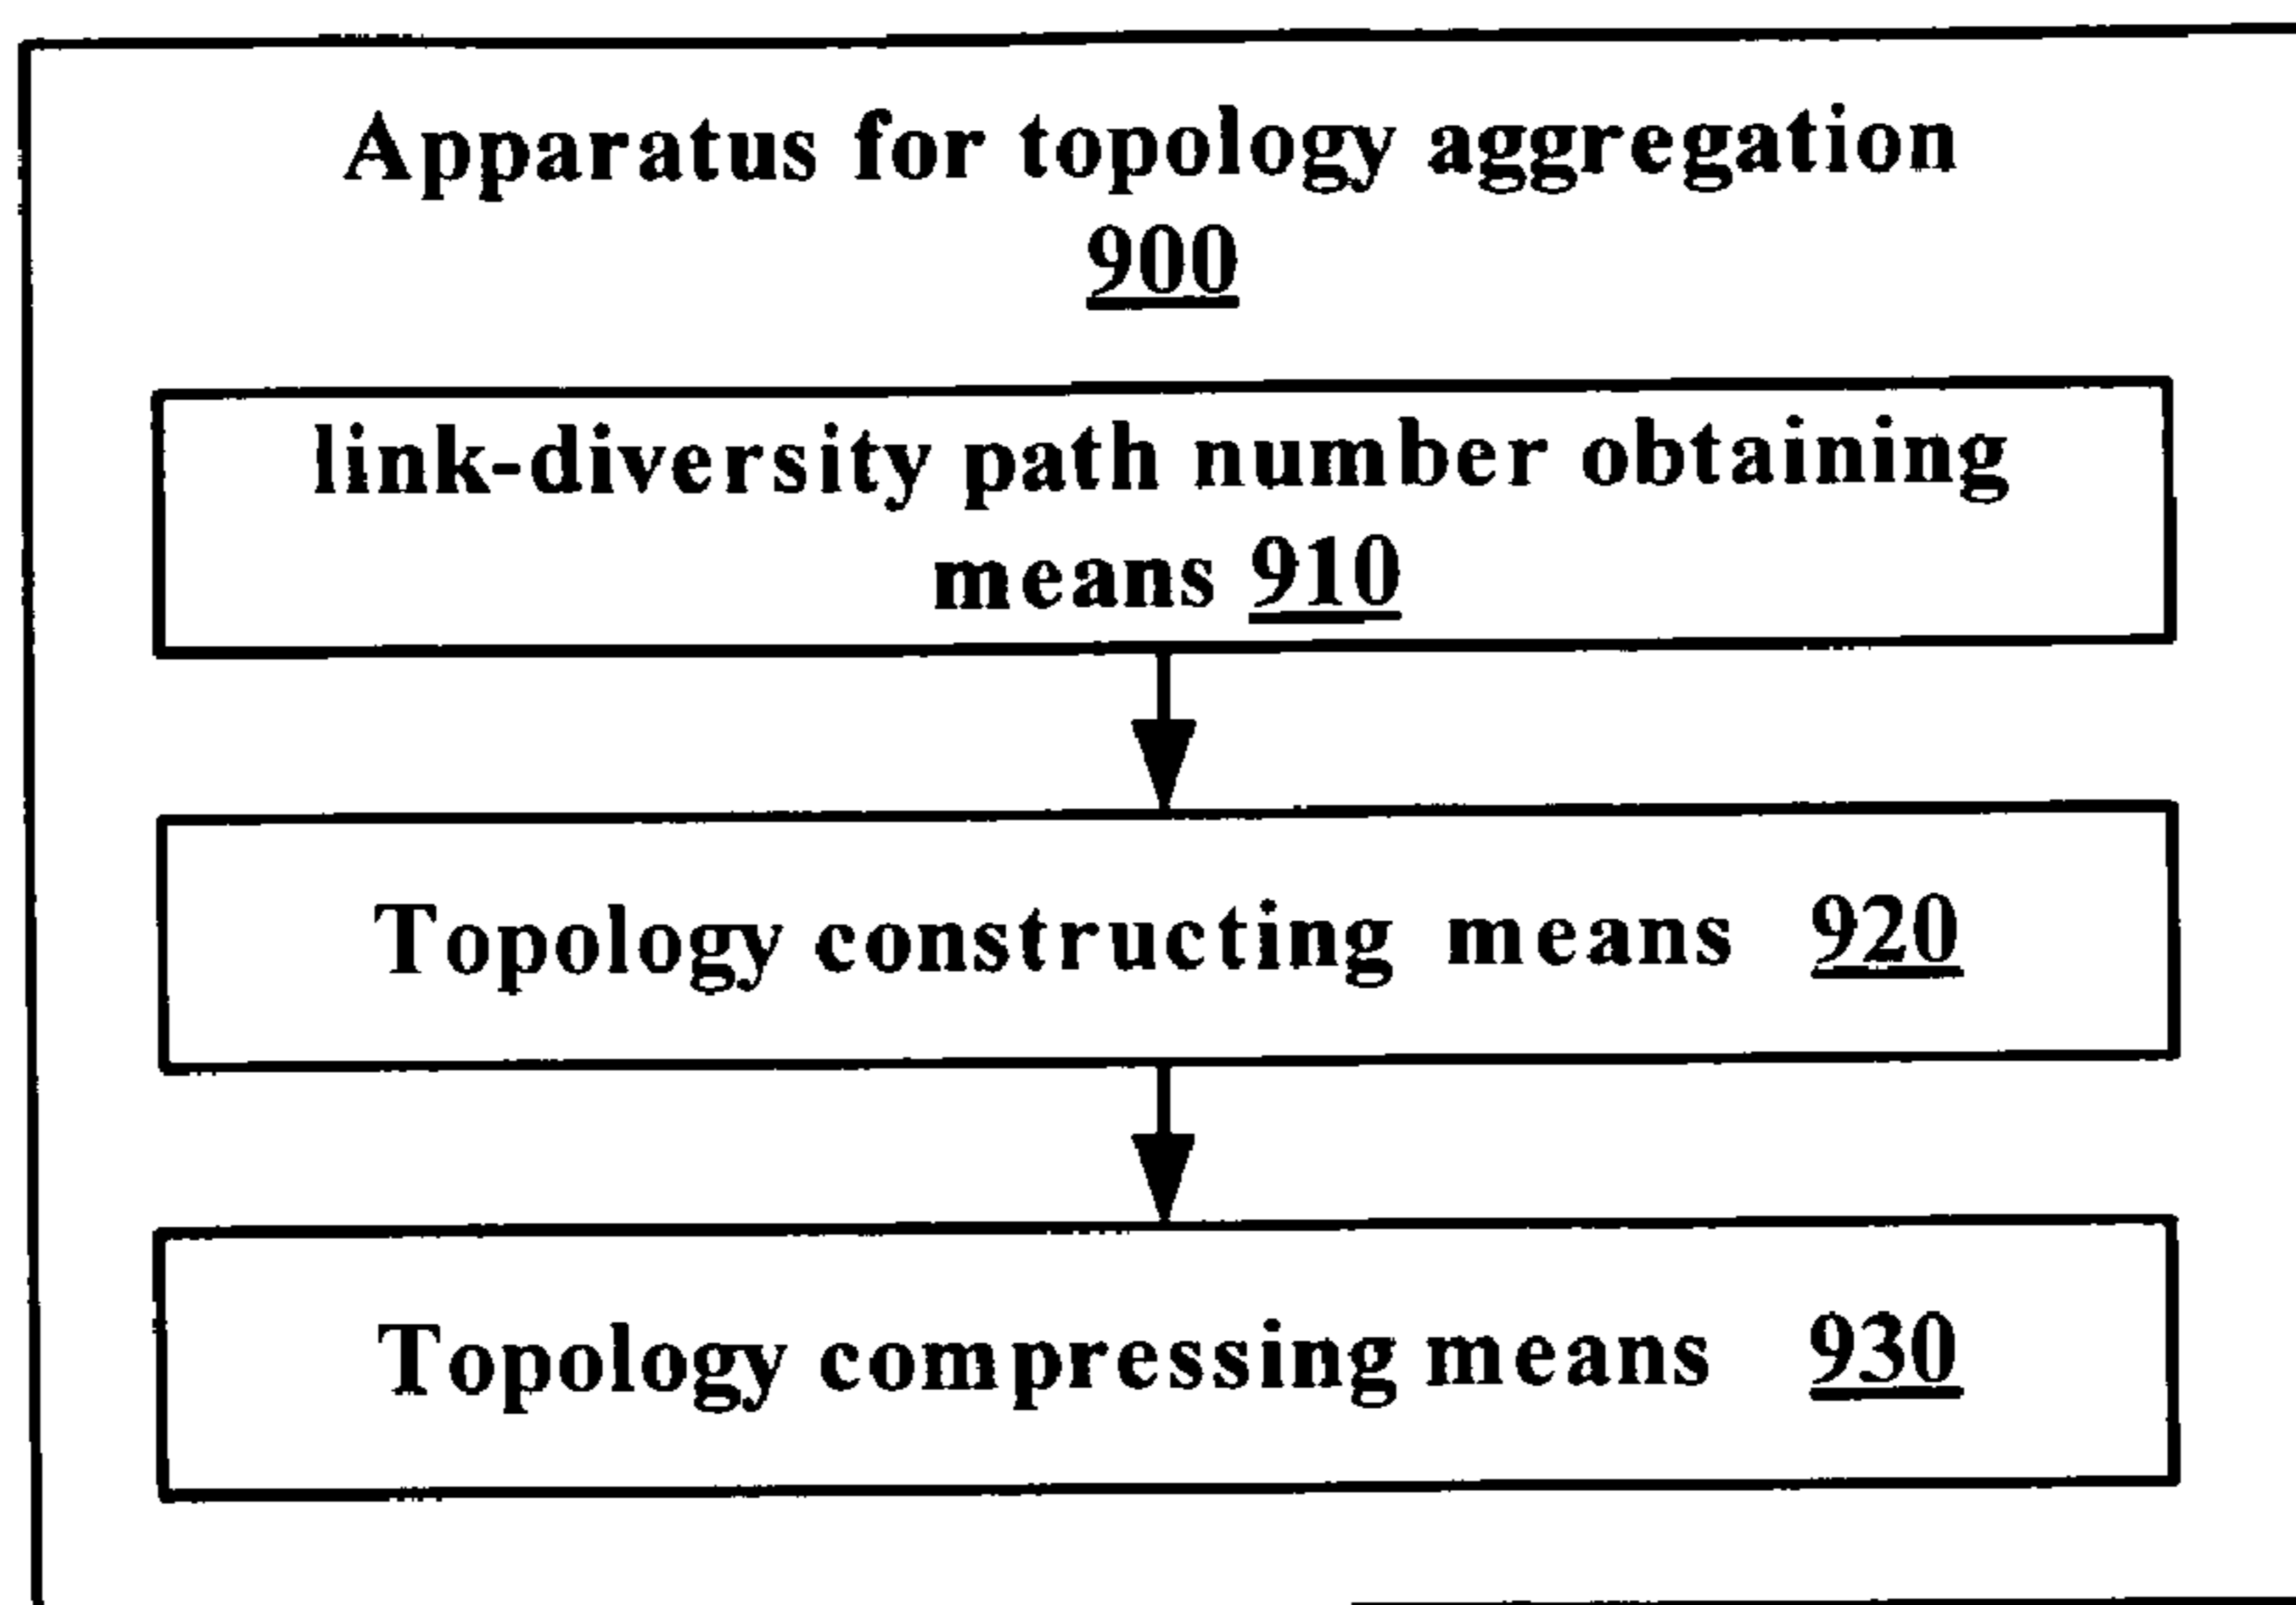 Apparatus for topology aggregation
900
link-diversity path number obtaining
means 910
Topology constructing means 920
Topology compressing means 930